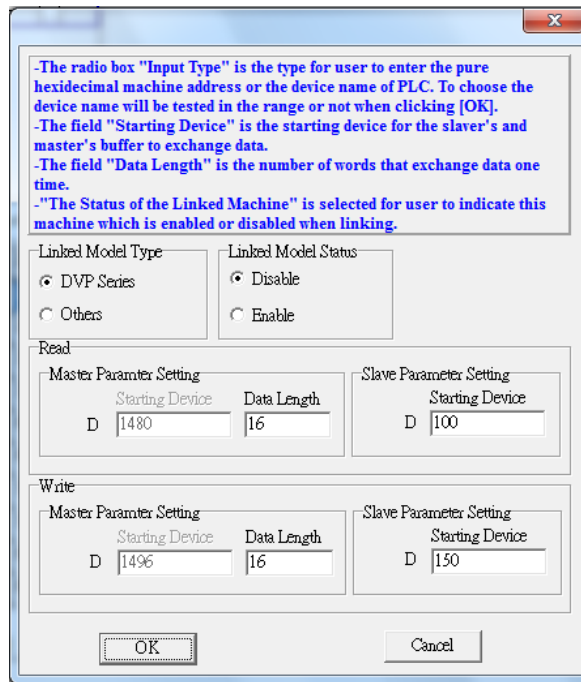 -The radio box "Input Type" is the type for user to enter the pure
hexidecimal machine address or the device name of PLC. To choose the
device name will be tested in the range or not when clicking [OK].
-The field "Starting Device" is the starting device for the slaver's and
master's buffer to exchange data.
-The field "Data Length" is the number of words that exchange data one
time.
-"The Status of the Linked Machine" is selected for user to indicate this
machine which is enabled or disabled when linking.
Linked Model Type
DVP Series
Others
Linked Model Status
Disable
Enable
Read
Master Paramter Setting
Starting Device Data Length
D 1480 16
Slave Parameter Setting
Starting Device
D 100
Write
Master Paramter Setting
Starting Device Data Length
D 1496 16
Slave Parameter Setting
Starting Device
D 150
OK Cancel